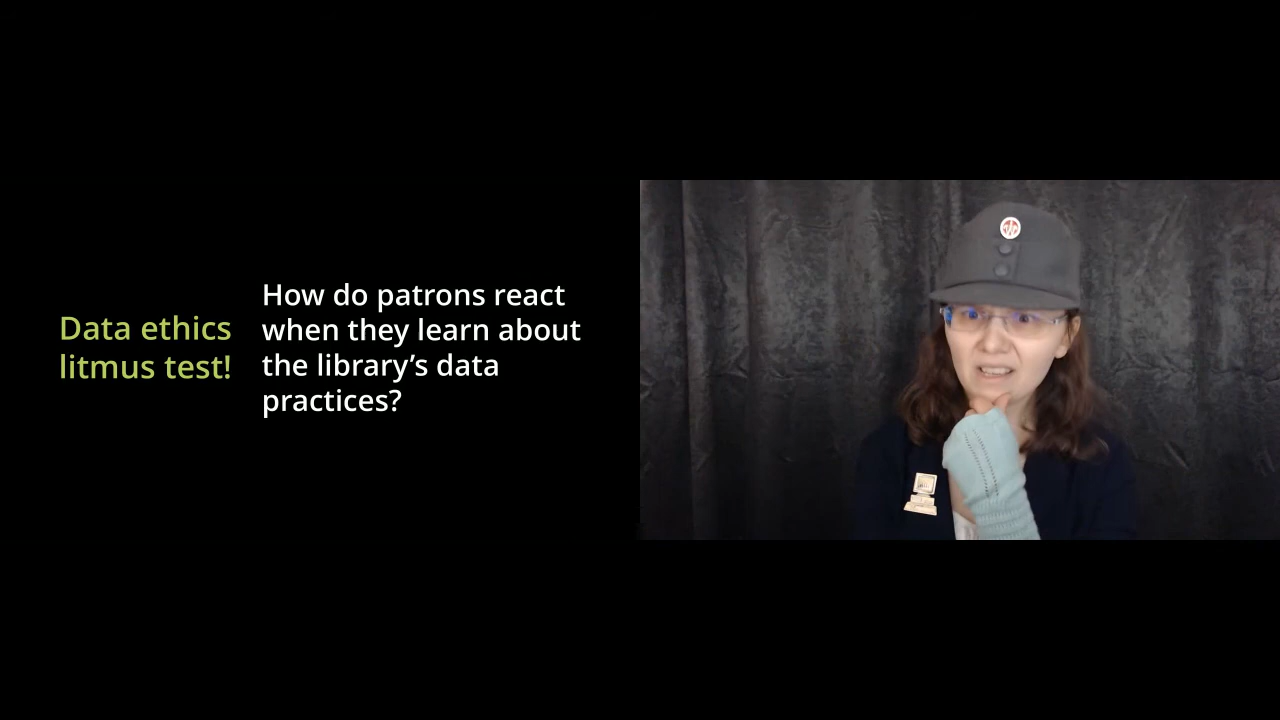 Data ethics
litmus test!
How do patrons react
when they learn about
the library’s data
practices?